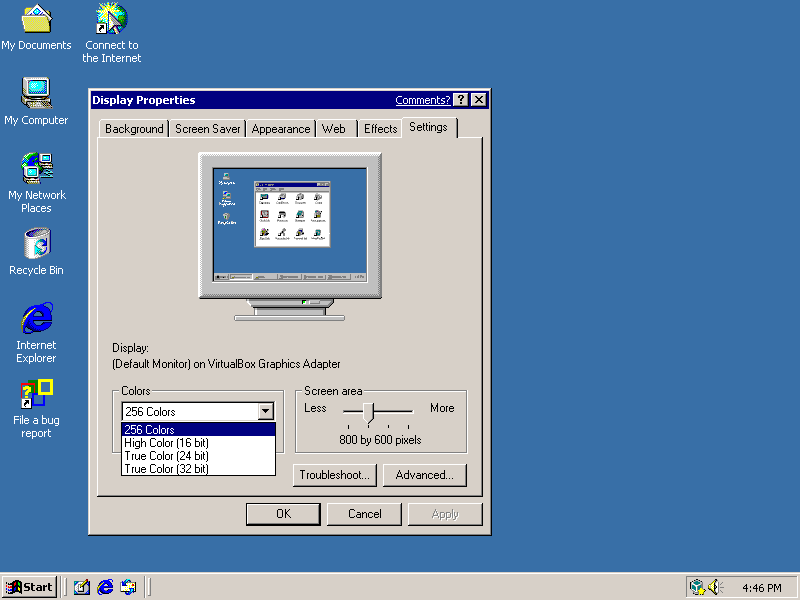 My Documents
Connect to
the Internet
My Computer
My Network
Places
Recycle Bin
Internet
Explorer
File a bug
report
Display Properties
Comments?
?
Background
Screen Saver
Appearance
Web
Effects
Settings
Display:
(Default Monitor) on VirtualBox Graphics Adapter
Colors
256 Colors
256 Colors
High Color (16 bit)
True Color (24 bit)
True Color (32 bit)
Screen area
Less
More
800 by 600 pixels
Troubleshoot...
Advanced...
OK
Cancel
Apply
Start
4:46 PM